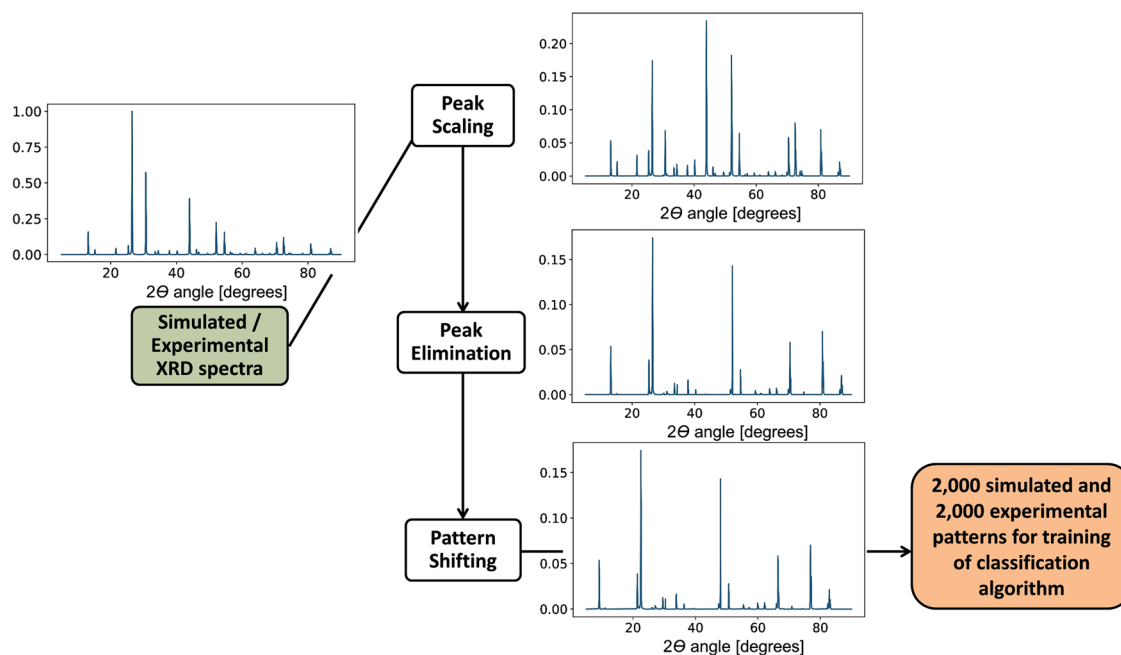 1.00
0.75
0.50
0.25
0.00
20
40
60
80
2Θ angle [degrees]
Simulated /
Experimental
XRD spectra
Peak
Scaling
0.20
0.15
0.10
0.05
0.00
20
40
60
80
2Θ angle [degrees]
Peak
Elimination
0.15
0.10
0.05
0.00
20
40
60
80
2Θ angle [degrees]
Pattern
Shifting
0.15
0.10
0.05
0.00
20
40
60
80
2Θ angle [degrees]
2,000 simulated and
2,000 experimental
patterns for training
of classification
algorithm